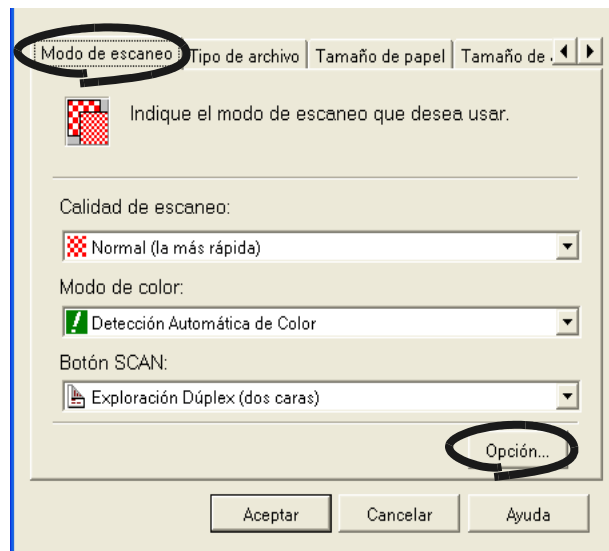 Modo de escaneo Tipo de archivo Tamaño de papel Tamaño de
Indique el modo de escaneo que desea usar.
Calidad de escaneo:
Normal (la más rápida)
Modo de color:
Detección Automática de Color
Botón SCAN:
Exploración Dúplex (dos caras)
Opción...
Aceptar Cancelar Ayuda